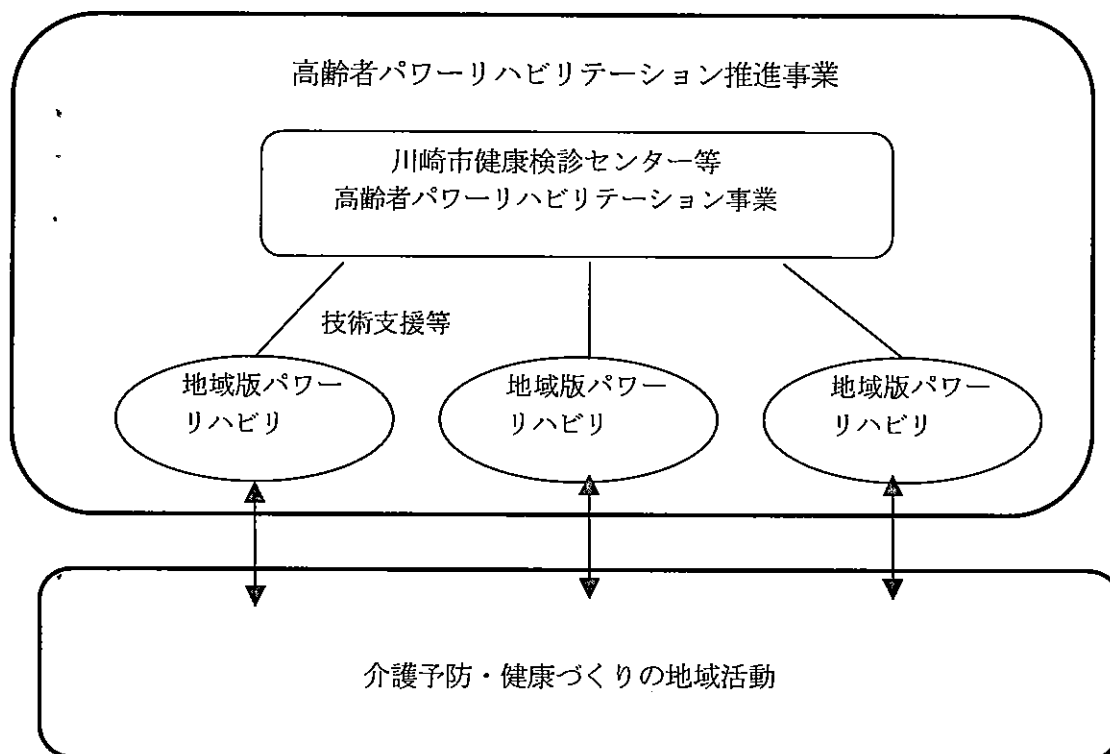 高齢者パワーリハビリテーション推進事業
川崎市健康検診センター等
高齢者パワーリハビリテーション事業
技術支援等
地域版パワー
リハビリ
地域版パワー
リハビリ
地域版パワー
リハビリ
介護予防・健康づくりの地域活動